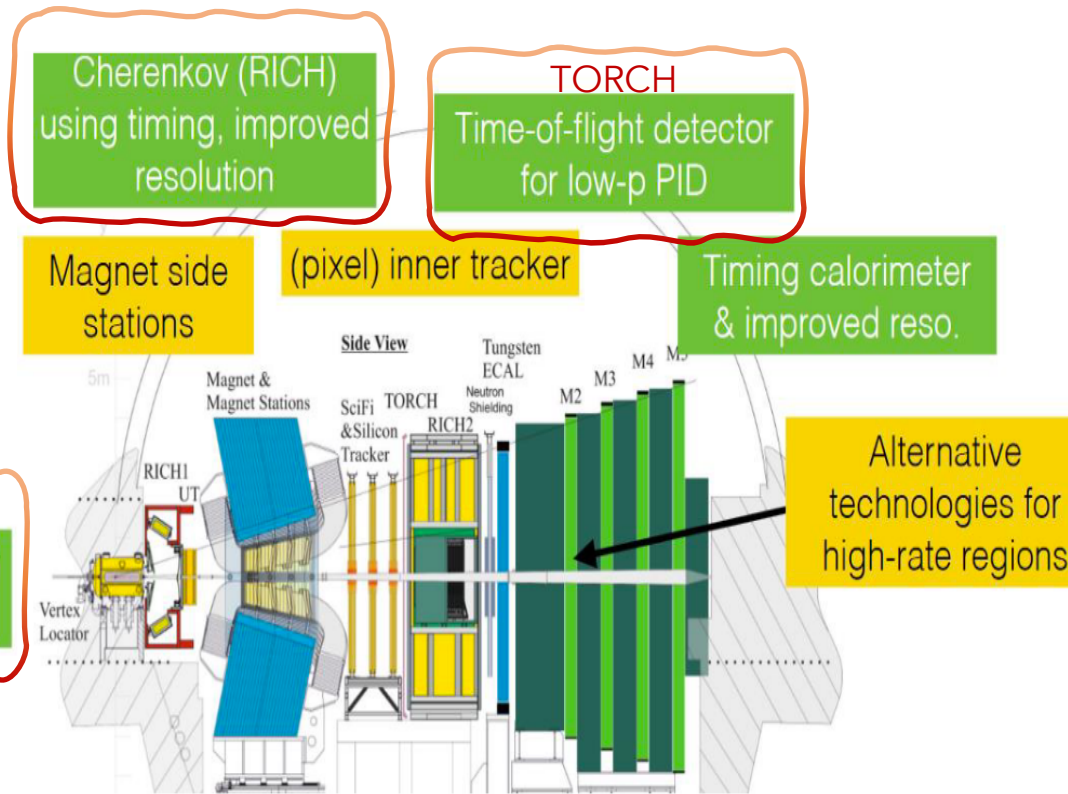 Cherenkov (RICH)
using timing, improved
resolution
TORCH
Time-of-flight detector
for low-p PID
Magnet side
stations
(pixel) inner tracker
Timing calorimeter
& improved reso.
Side View
5m
Magnet &
Magnet Stations
SciFi
&Silicon
Tracker
TORCH
RICH2
Neutron
Shielding
Tungsten
ECAL
M2
M3
M4
M5
RICH1
UT
Vertex
Locator
Alternative
technologies for
high-rate regions